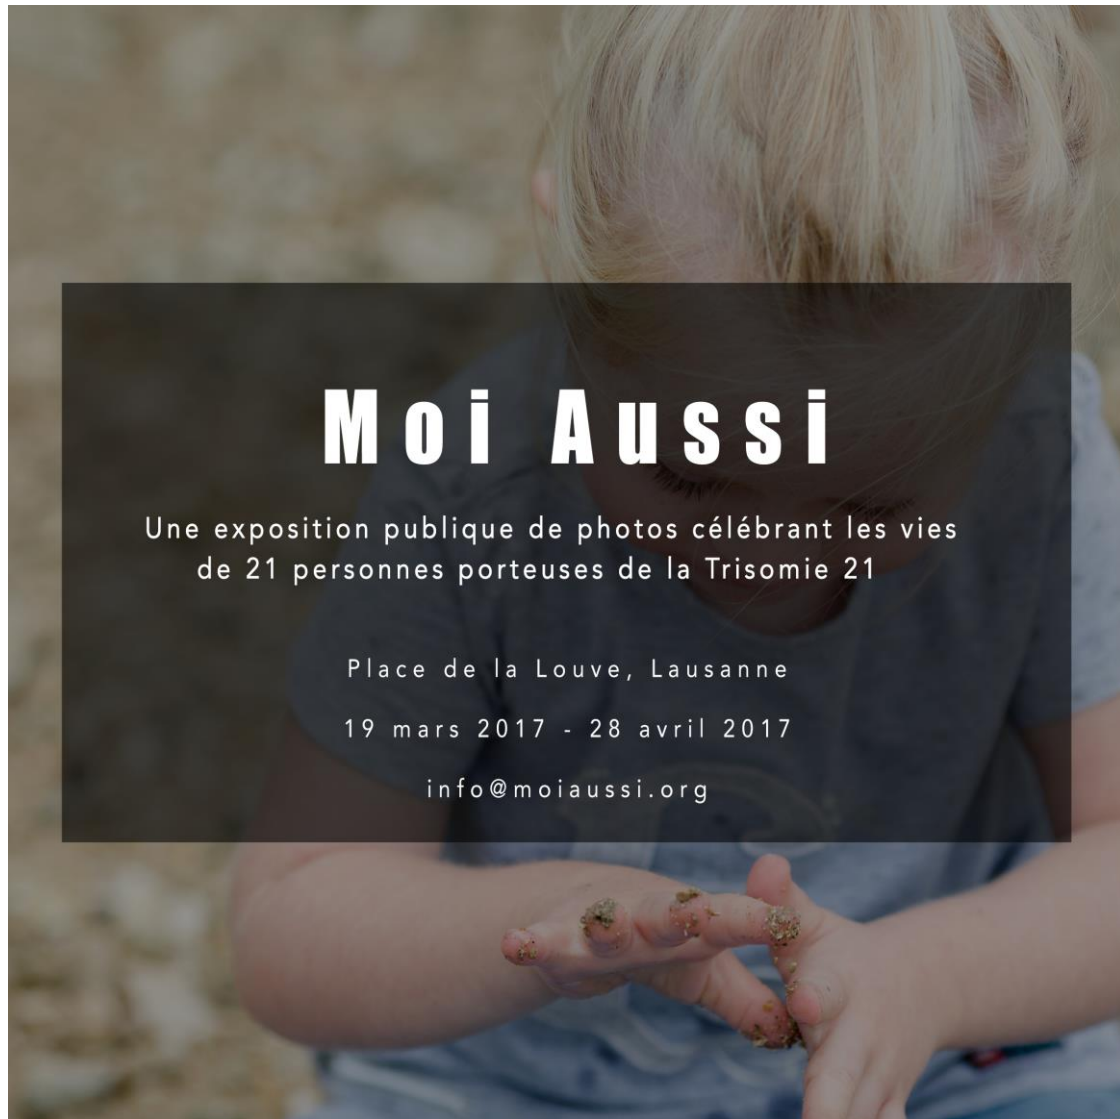 Moi Aussi
Une exposition publique de photos célébrant les vies
de 21 personnes porteuses de la Trisomie 21
Place de la Louve, Lausanne
19 mars 2017 - 28 avril 2017
info@moiaussi.org